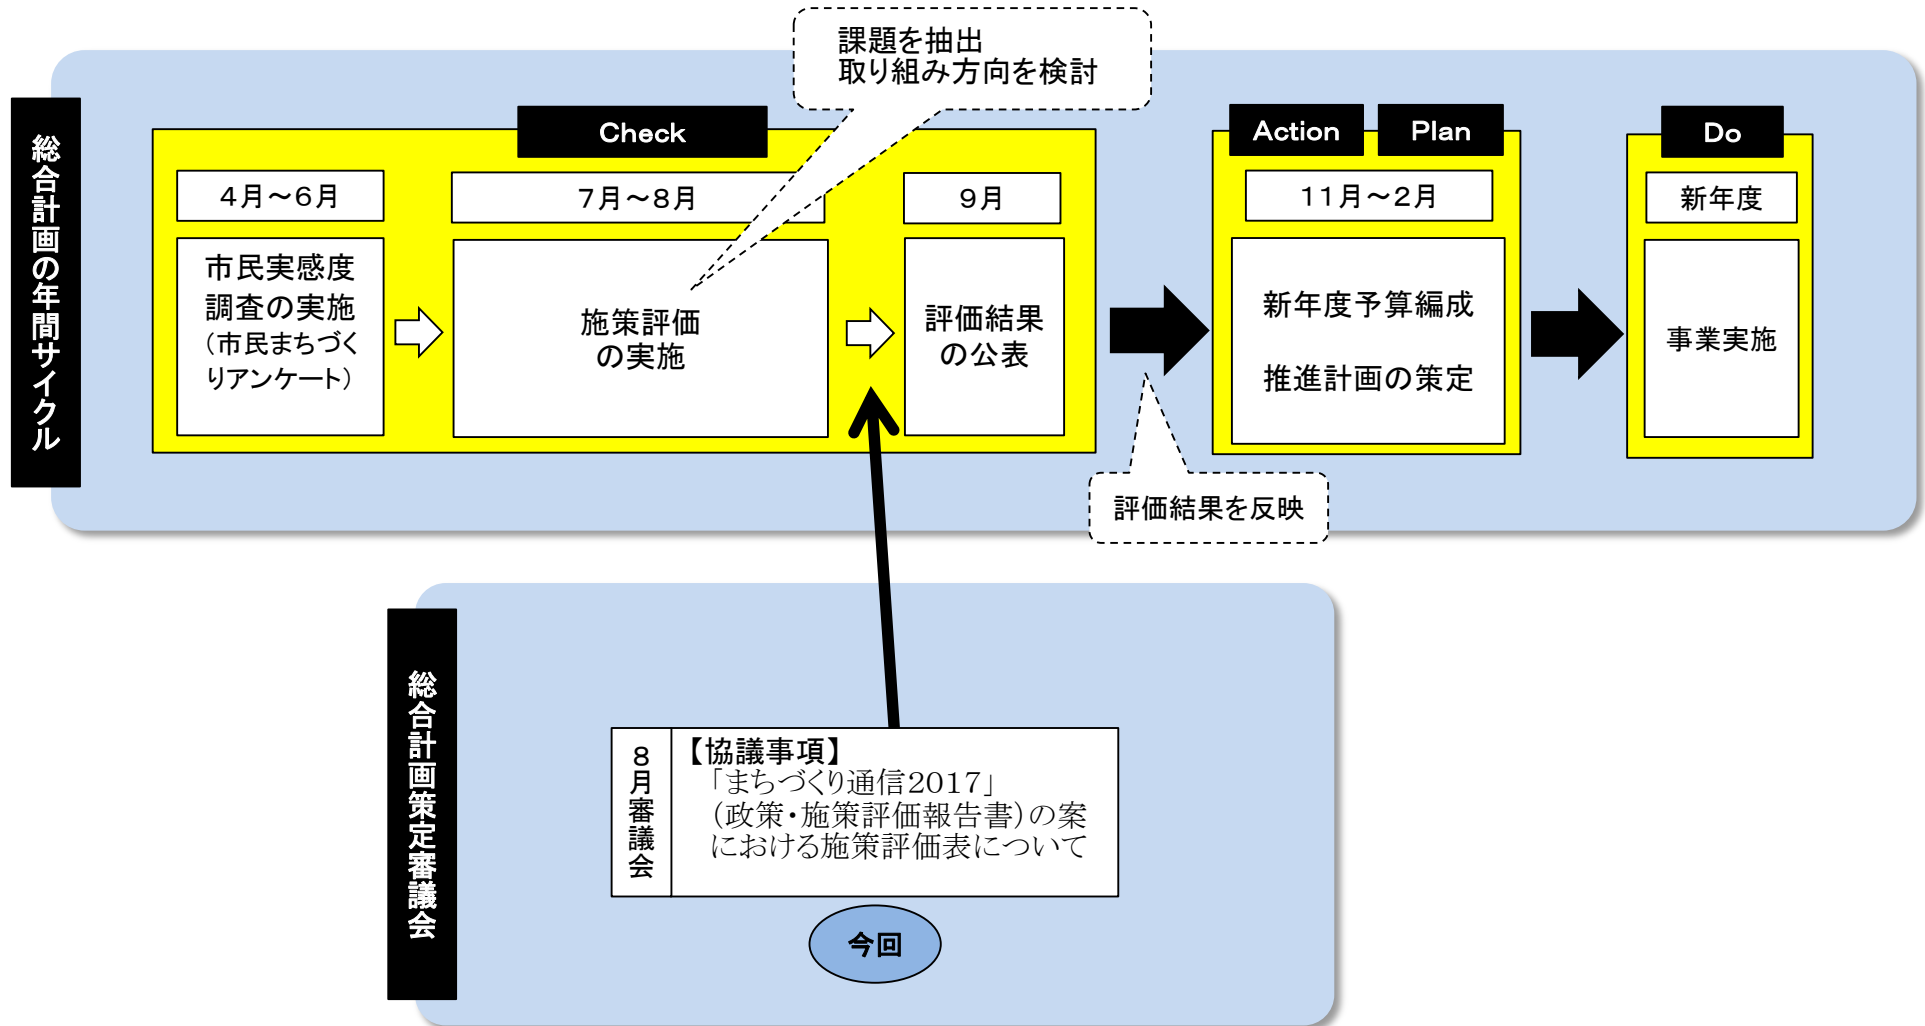 課題を抽出
取り組み方向を検討
総合計画の年間サイクル
Check
Action
Plan
Do
4月～6月
7月～8月
9月
11月～2月
新年度
市民実感度
調査の実施
（市民まちづく
りアンケート）
施策評価
の実施
評価結果
の公表
新年度予算編成
推進計画の策定
事業実施
評価結果を反映
総合計画策定審議会
8月審議会
【協議事項】
「まちづくり通信2017」
（政策・施策評価報告書）の案
における施策評価表について
今回